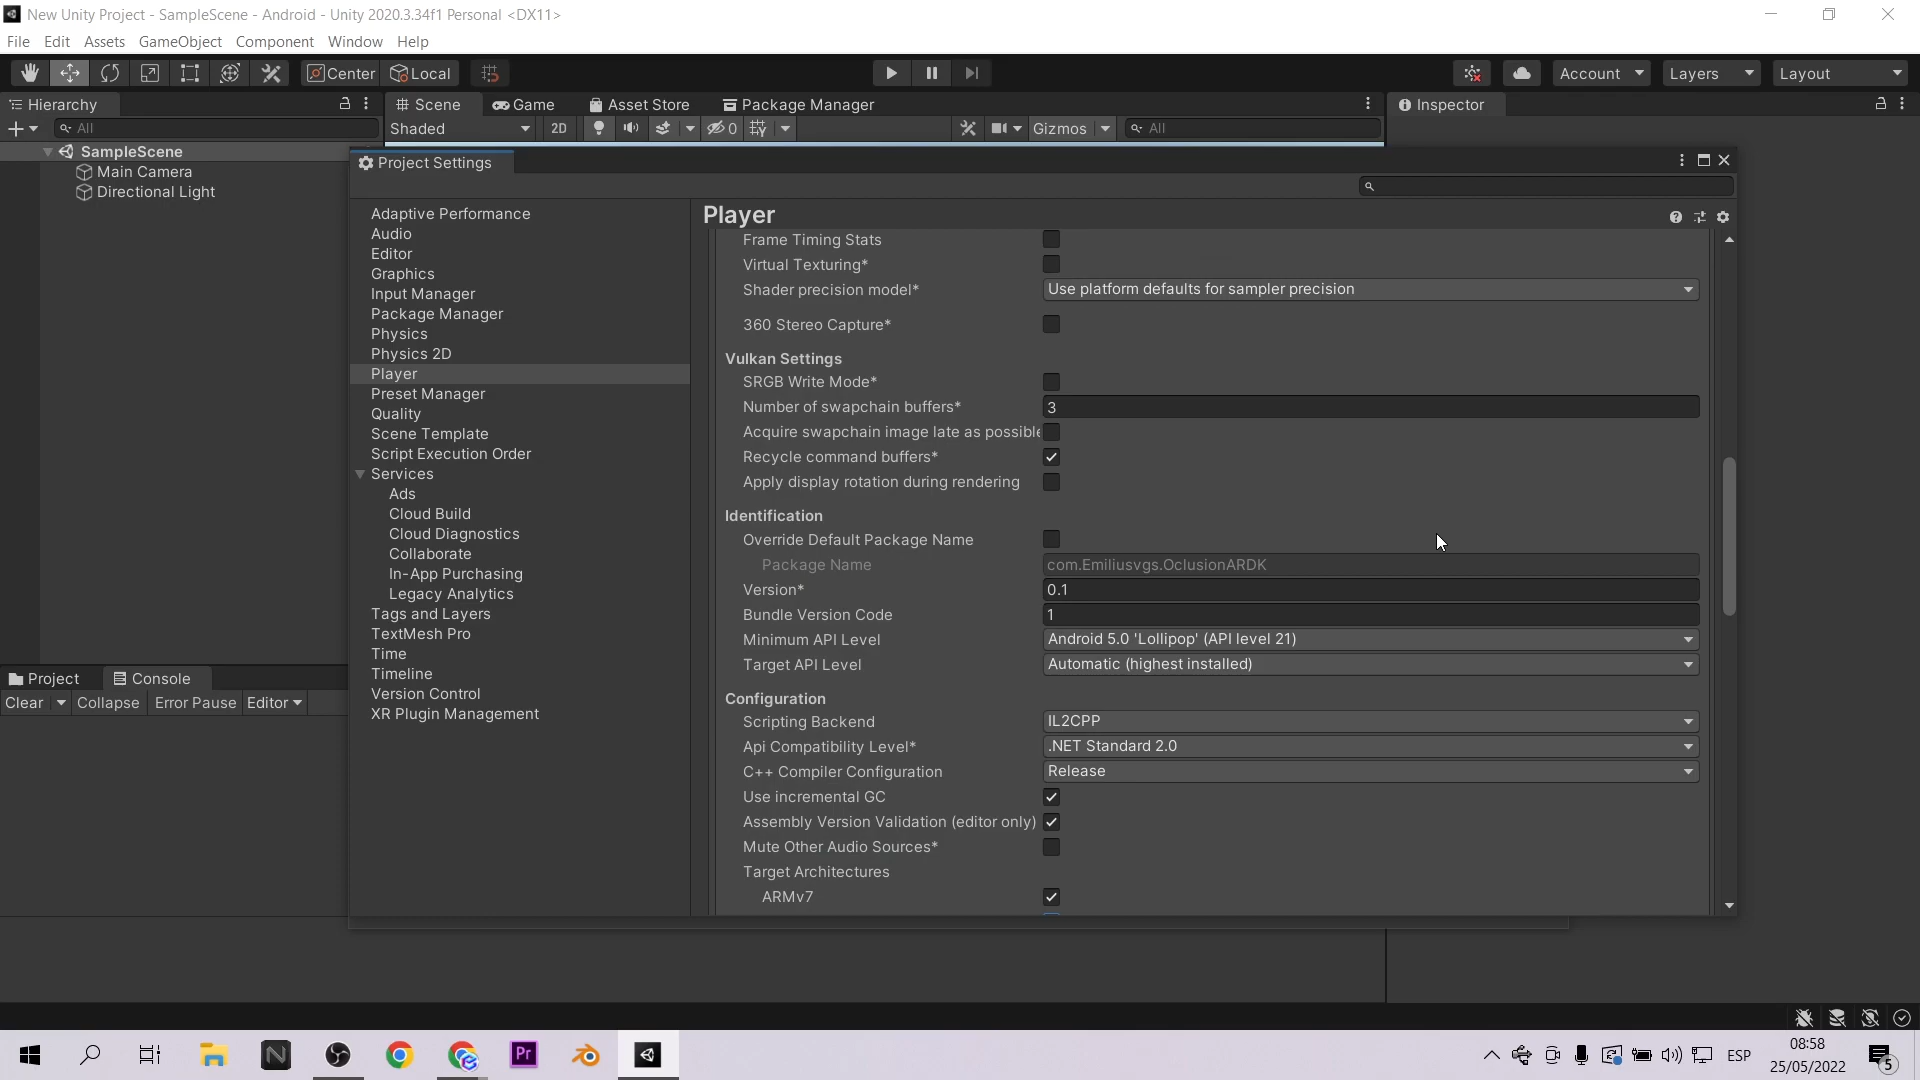 New Unity Project - SampleScene - Android - Unity 2020.3.34f1 Personal <DX11>
File Edit Assets GameObject Component Window Help
Center Local Account Layers Layout
Hierarchy Scene Game Asset Store Package Manager Inspector
All Shaded 2D 0 Gizmos All
SampleScene
Main Camera
Directional Light
Project Settings
Adaptive Performance
Audio
Editor
Graphics
Input Manager
Package Manager
Physics
Physics 2D
Player
Preset Manager
Quality
Scene Template
Script Execution Order
Services
Ads
Cloud Build
Cloud Diagnostics
Collaborate
In-App Purchasing
Legacy Analytics
Tags and Layers
TextMesh Pro
Time
Timeline
Version Control
XR Plugin Management
Player
Frame Timing Stats
Virtual Texturing*
Shader precision model* Use platform defaults for sampler precision
360 Stereo Capture*
Vulkan Settings
SRGB Write Mode*
Number of swapchain buffers* 3
Acquire swapchain image late as possible
Recycle command buffers*
Apply display rotation during rendering
Identification
Override Default Package Name
Package Name com.Emiliusvgs.OclusionARDK
Version* 0.1
Bundle Version Code 1
Minimum API Level Android 5.0 'Lollipop' (API level 21)
Target API Level Automatic (highest installed)
Configuration
Scripting Backend IL2CPP
Api Compatibility Level* .NET Standard 2.0
C++ Compiler Configuration Release
Use incremental GC
Assembly Version Validation (editor only)
Mute Other Audio Sources*
Target Architectures
ARMv7
Project Console
Clear Collapse Error Pause Editor
Pr
ESP
08:58
25/05/2022
5